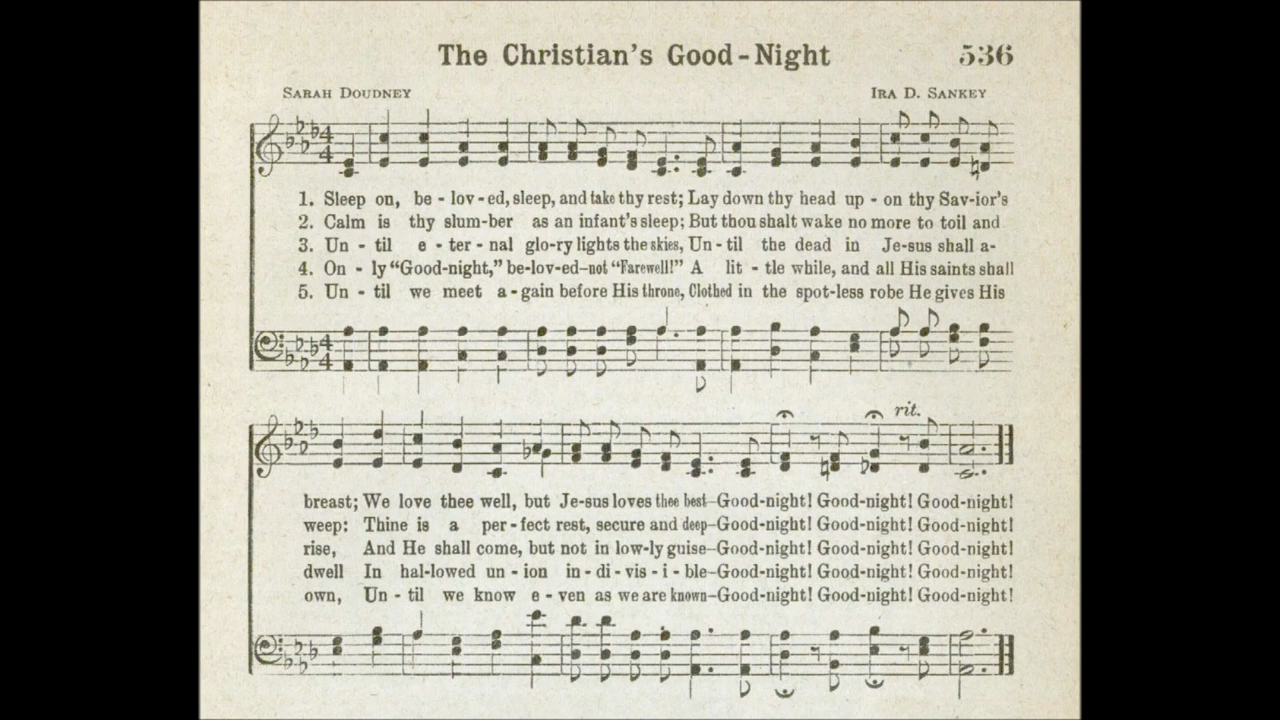 The Christian's Good-Night 536
SARAH DOUDNEY IRA D. SANKEY
1. Sleep on, be - lov - ed, sleep, and take thy rest; Lay down thy head up - on thy Sav-ior's
2. Calm is thy slum-ber as an infant's sleep; But thou shalt wake no more to toil and
3. Un - til e - ter - nal glo-ry lights the skies, Un - til the dead in Je-sus shall a-
4. On - ly "Good-night," be-lov-ed–not "Farewell!" A lit - tle while, and all His saints shall
5. Un - til we meet a - gain before His throne, Clothed in the spot-less robe He gives His
rit.
breast; We love thee well, but Je-sus loves thee best–Good-night! Good-night! Good-night!
weep: Thine is a per - fect rest, secure and deep–Good-night! Good-night! Good-night!
rise, And He shall come, but not in low-ly guise–Good-night! Good-night! Good-night!
dwell In hal-lowed un - ion in - di - vis - i - ble–Good-night! Good-night! Good-night!
own, Un - til we know e - ven as we are known–Good-night! Good-night! Good-night!